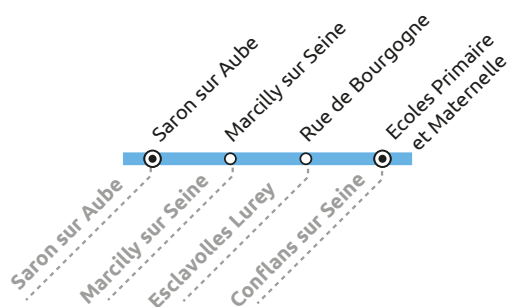 Saron sur Aube
Marcilly sur Seine
Rue de Bourgogne
Ecoles Primaire
et Maternelle
Saron sur Aube
Marcilly sur Seine
Esclavolles Lurey
Conflans sur Seine